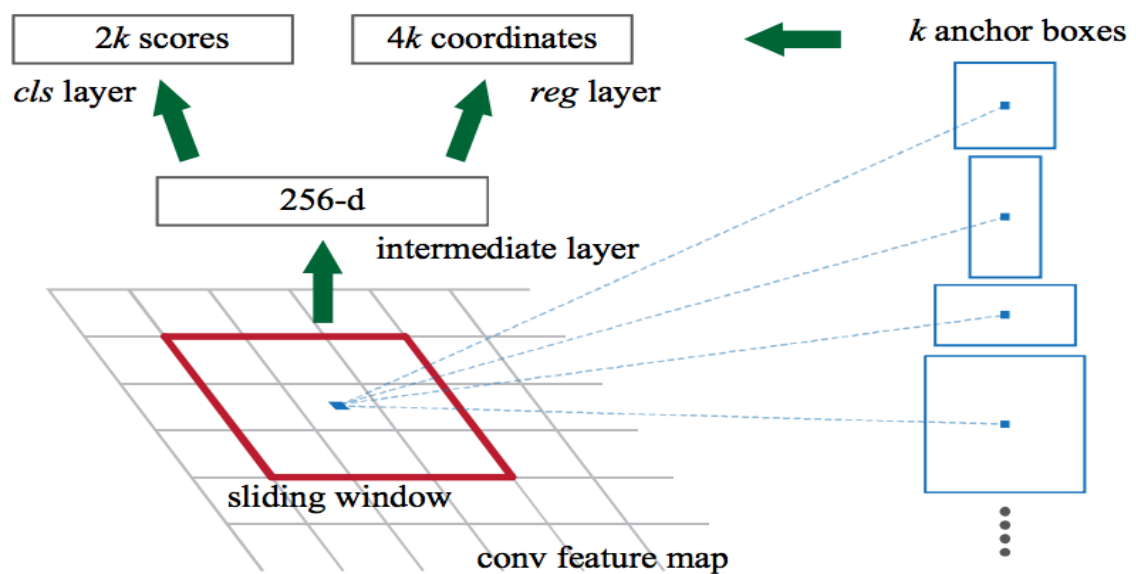 2k scores
4k coordinates
k anchor boxes
cls layer
reg layer
256-d
intermediate layer
sliding window
conv feature map